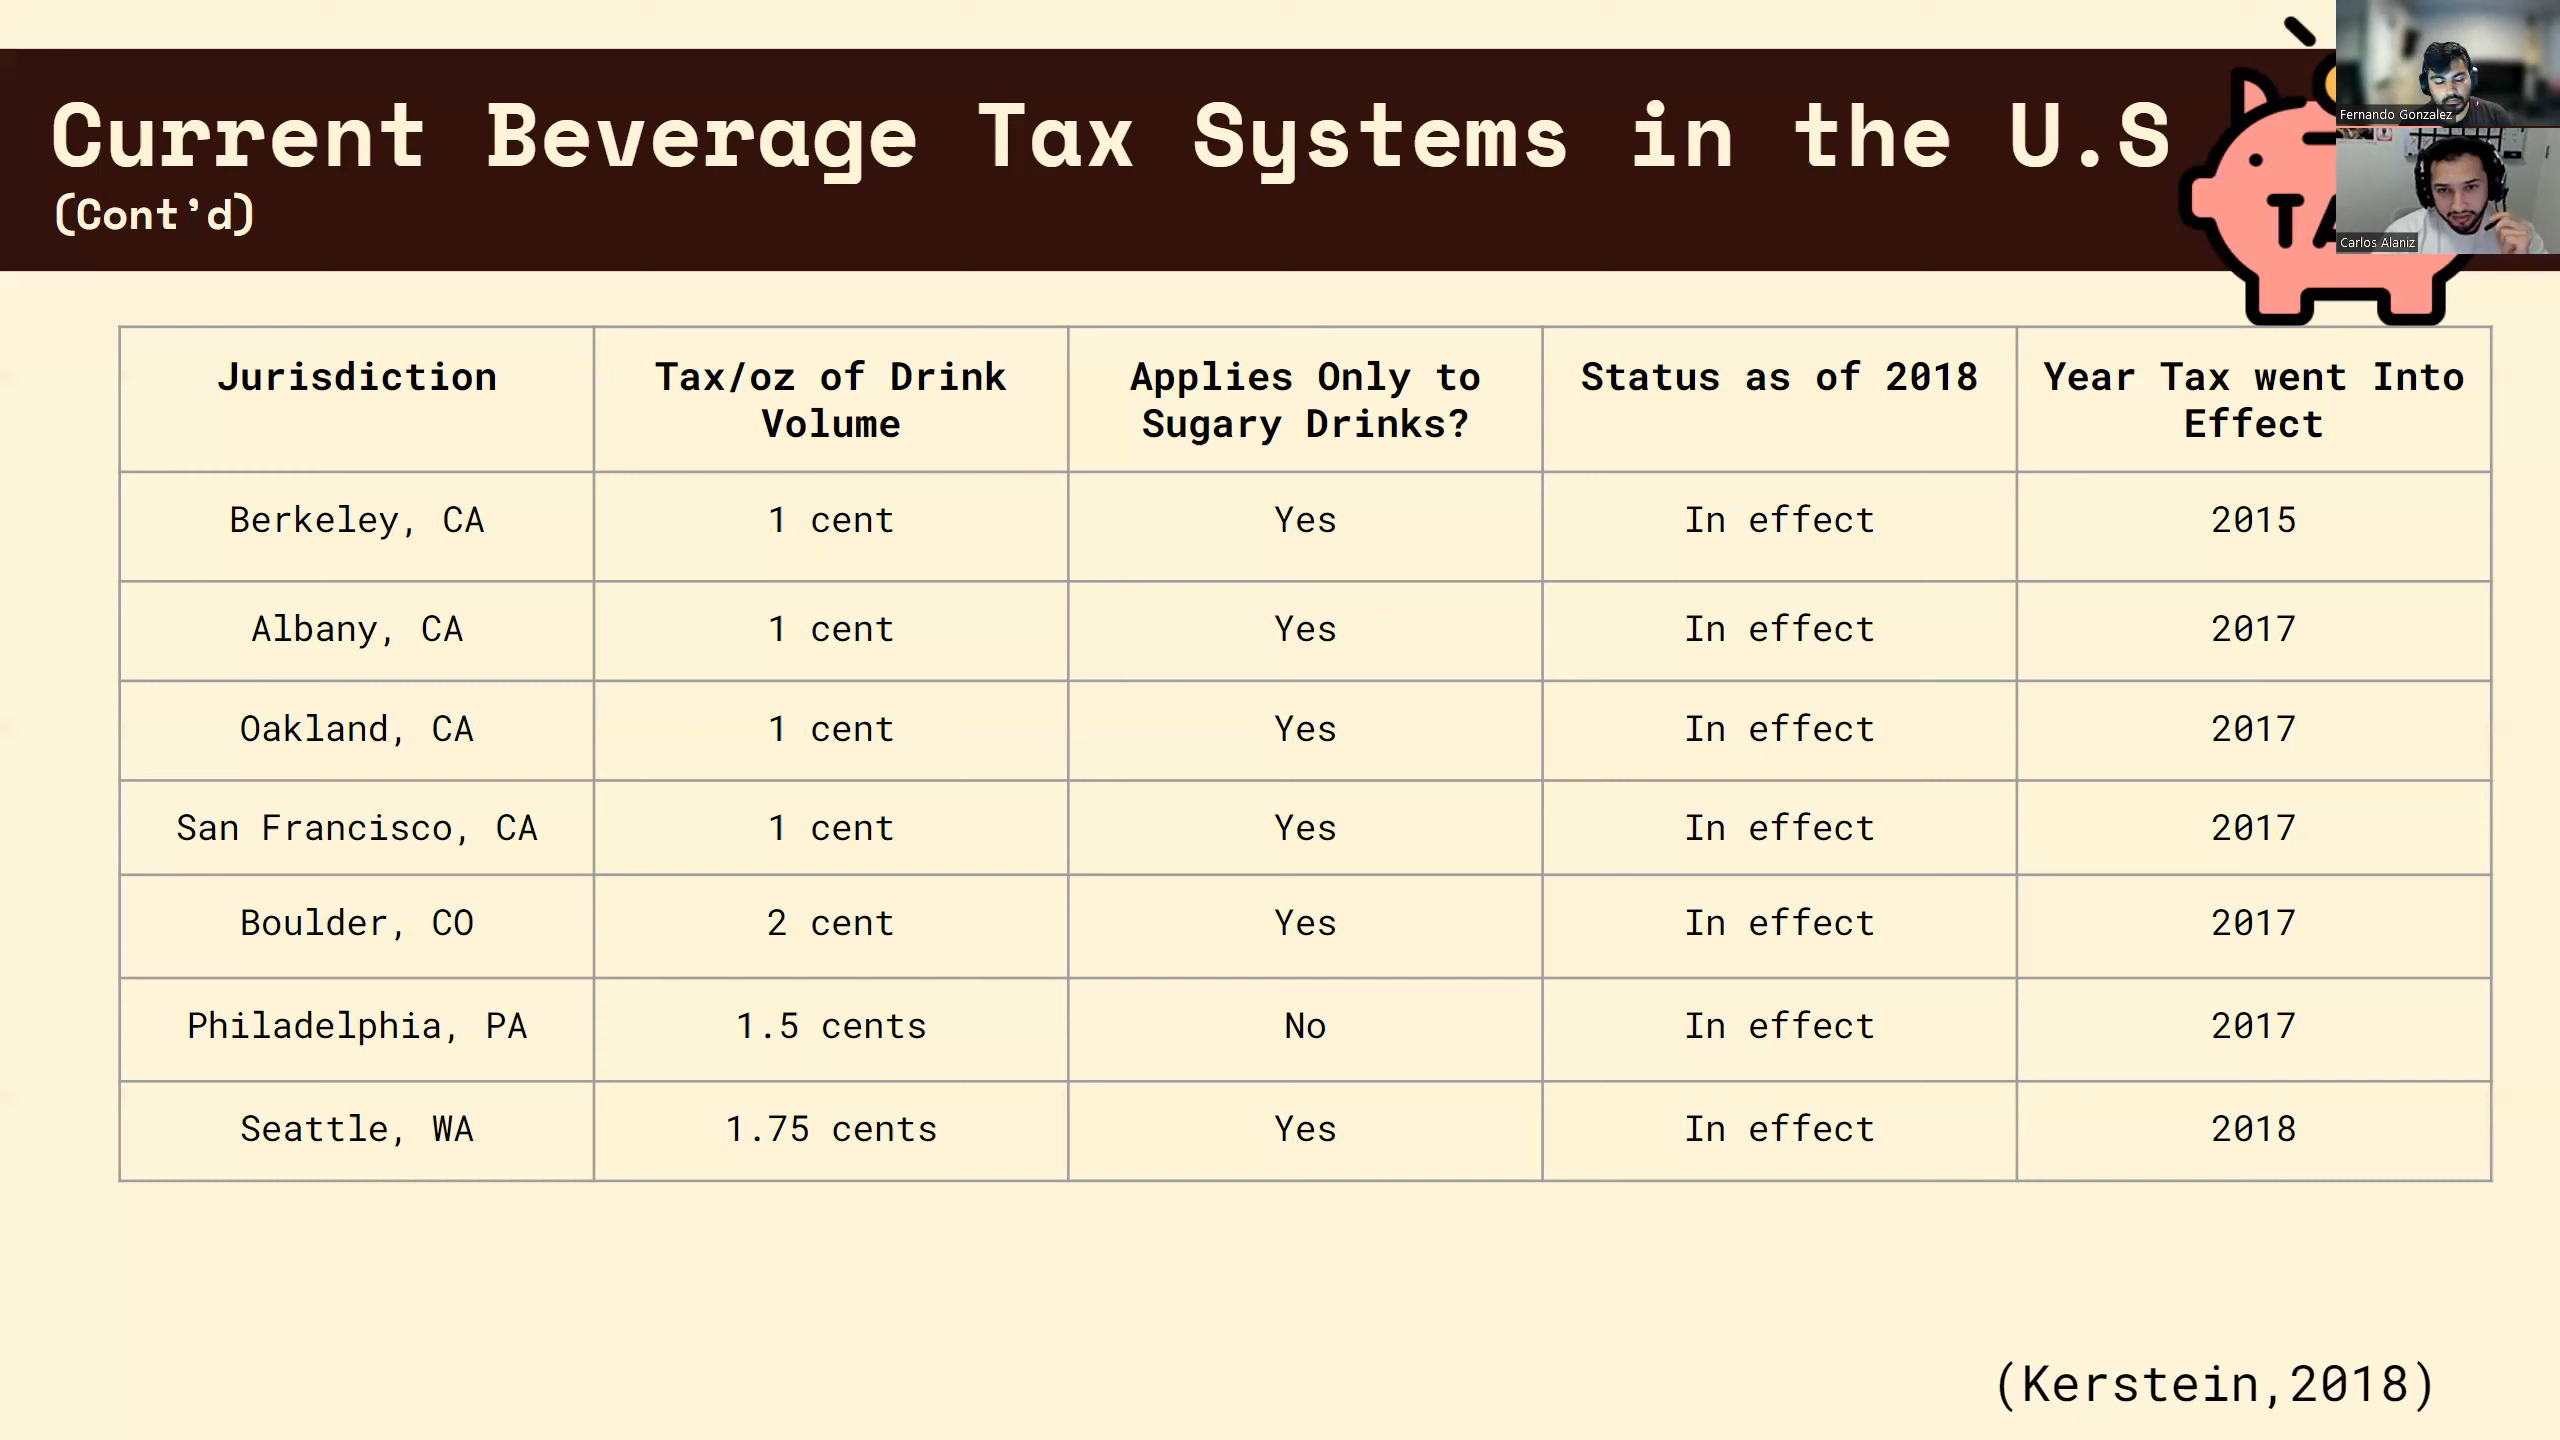 Current Beverage Tax Systems in the U.S
(Cont'd)
TA
Fernando Gonzalez
Carlos Alaniz
Jurisdiction
Tax/oz of Drink
Volume
Applies Only to
Sugary Drinks?
Status as of 2018
Year Tax went Into
Effect
Berkeley, CA
1 cent
Yes
In effect
2015
Albany, CA
1 cent
Yes
In effect
2017
Oakland, CA
1 cent
Yes
In effect
2017
San Francisco, CA
1 cent
Yes
In effect
2017
Boulder, CO
2 cent
Yes
In effect
2017
Philadelphia, PA
1.5 cents
No
In effect
2017
Seattle, WA
1.75 cents
Yes
In effect
2018
(Kerstein,2018)